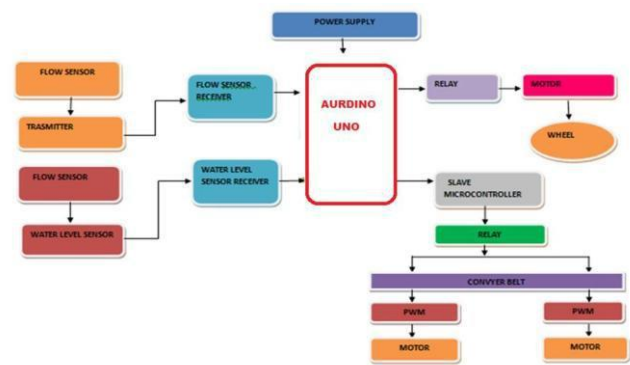 POWER SUPPLY
FLOW SENSOR
TRASMITTER
FLOW SENSOR
WATER LEVEL SENSOR
FLOW SENSOR
RECEIVER
WATER LEVEL
SENSOR RECEIVER
AURDINO
UNO
RELAY
MOTOR
WHEEL
SLAVE
MICROCONTROLLER
RELAY
CONVYER BELT
PWM
PWM
MOTOR
MOTOR